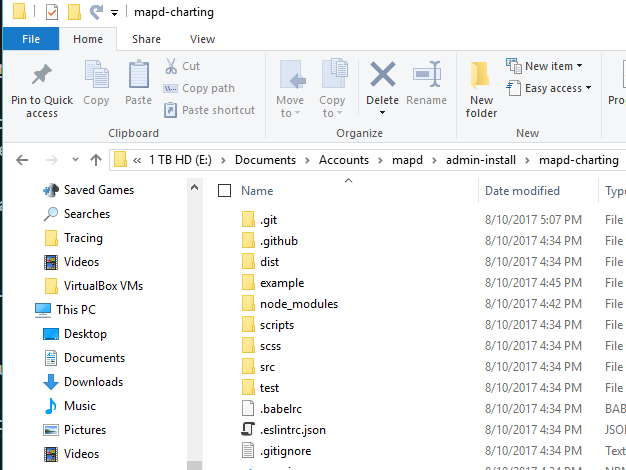 mapd-charting
File Home Share View
Pin to Quick access
Copy
Paste
Cut
Copy path
Paste shortcut
Clipboard
Move to
Copy to
Delete
Rename
Organize
New folder
New item
Easy access
New
« 1 TB HD (E:) > Documents > Accounts > mapd > admin-install > mapd-charting
Saved Games
Searches
Tracing
Videos
VirtualBox VMs
This PC
Desktop
Documents
Downloads
Music
Pictures
Videos
Name Date modified
.git 8/10/2017 5:07 PM File
.github 8/10/2017 4:34 PM File
dist 8/10/2017 4:34 PM File
example 8/10/2017 4:45 PM File
node_modules 8/10/2017 4:42 PM File
scripts 8/10/2017 4:34 PM File
scss 8/10/2017 4:34 PM File
src 8/10/2017 4:34 PM File
test 8/10/2017 4:34 PM File
.babelrc 8/10/2017 4:34 PM BAB
.eslintrc.json 8/10/2017 4:34 PM JSO
.gitignore 8/10/2017 4:34 PM Text